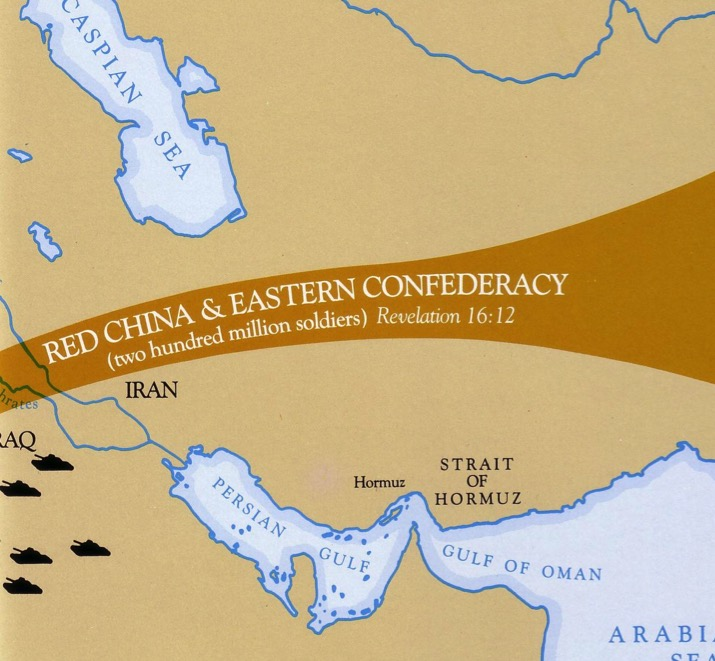 CASPIAN
SEA
RED CHINA & EASTERN CONFEDERACY
(two hundred million soldiers) Revelation 16:12
hrates
IRAN
RAQ
Hormuz
STRAIT
OF
HORMUZ
PERSIAN
GULF
GULF OF OMAN
ARABIA
SEA